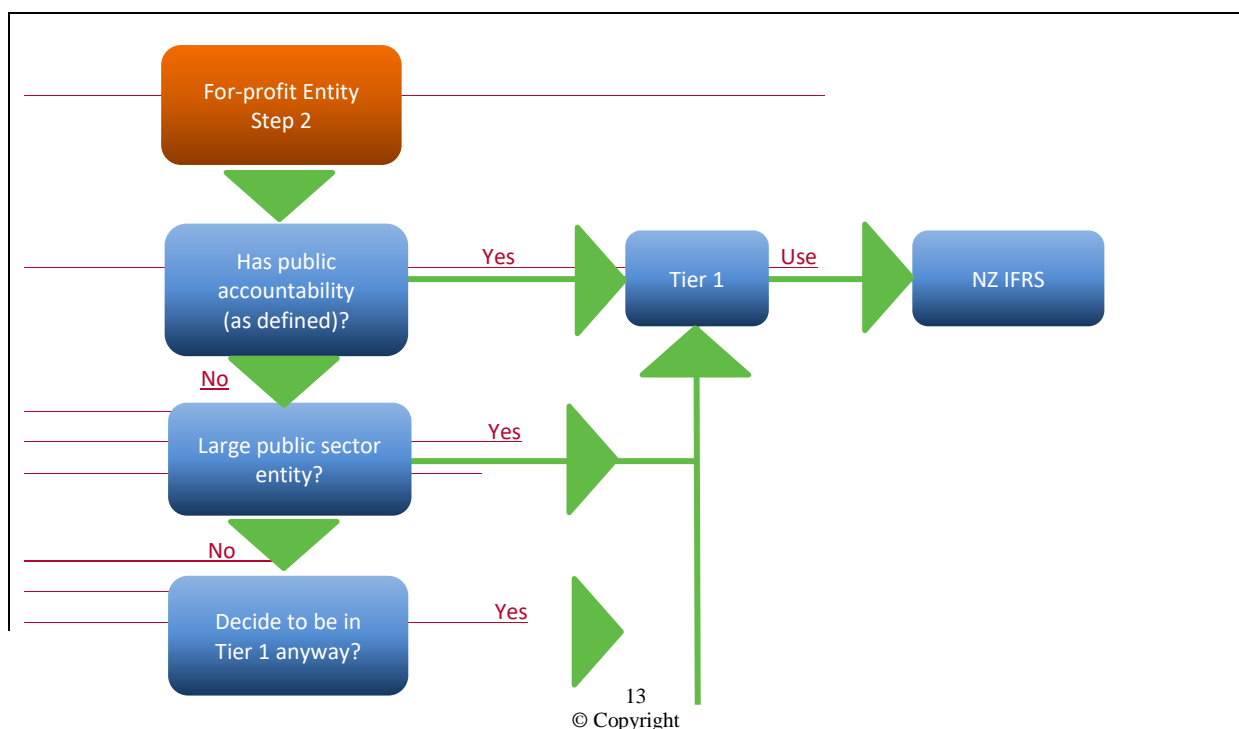 For-profit Entity
Step 2
Has public
accountability
(as defined)?
Yes
Tier 1
Use
NZ IFRS
No
Large public sector
entity?
Yes
No
Decide to be in
Tier 1 anyway?
Yes
13
© Copyright